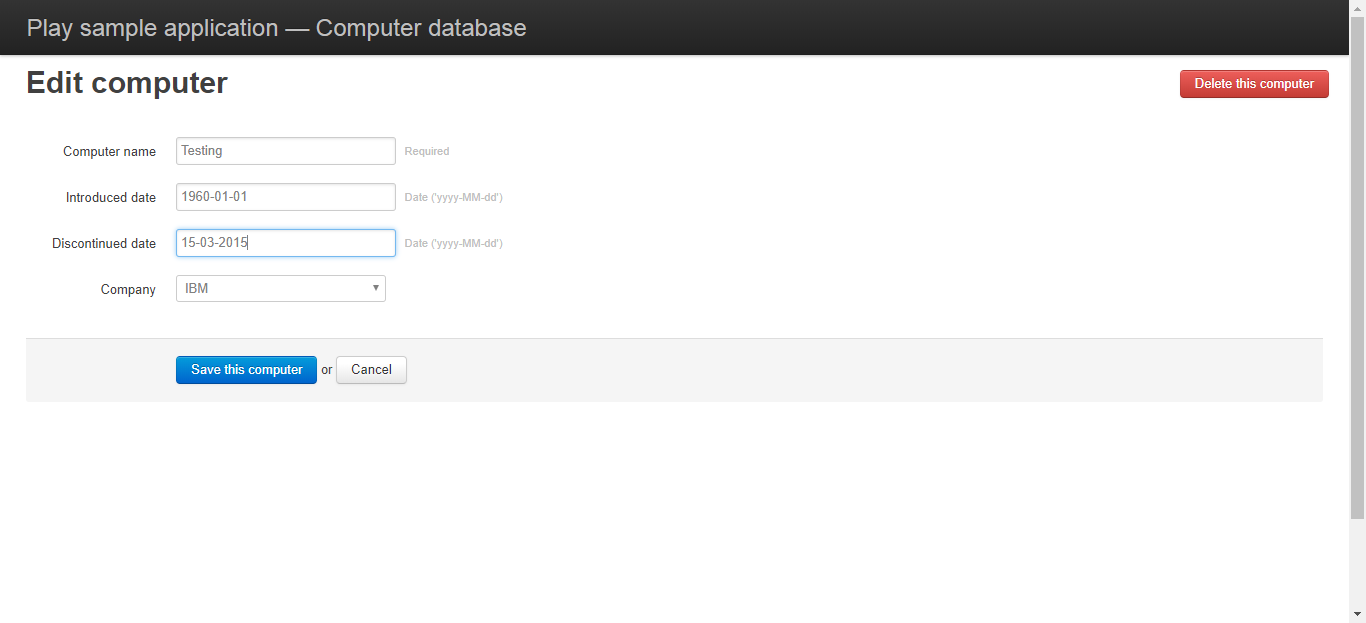 Play sample application — Computer database
Edit computer
Delete this computer
Computer name Testing Required
Introduced date 1960-01-01 Date ('yyyy-MM-dd')
Discontinued date 15-03-2015 Date ('yyyy-MM-dd')
Company IBM
Save this computer or Cancel